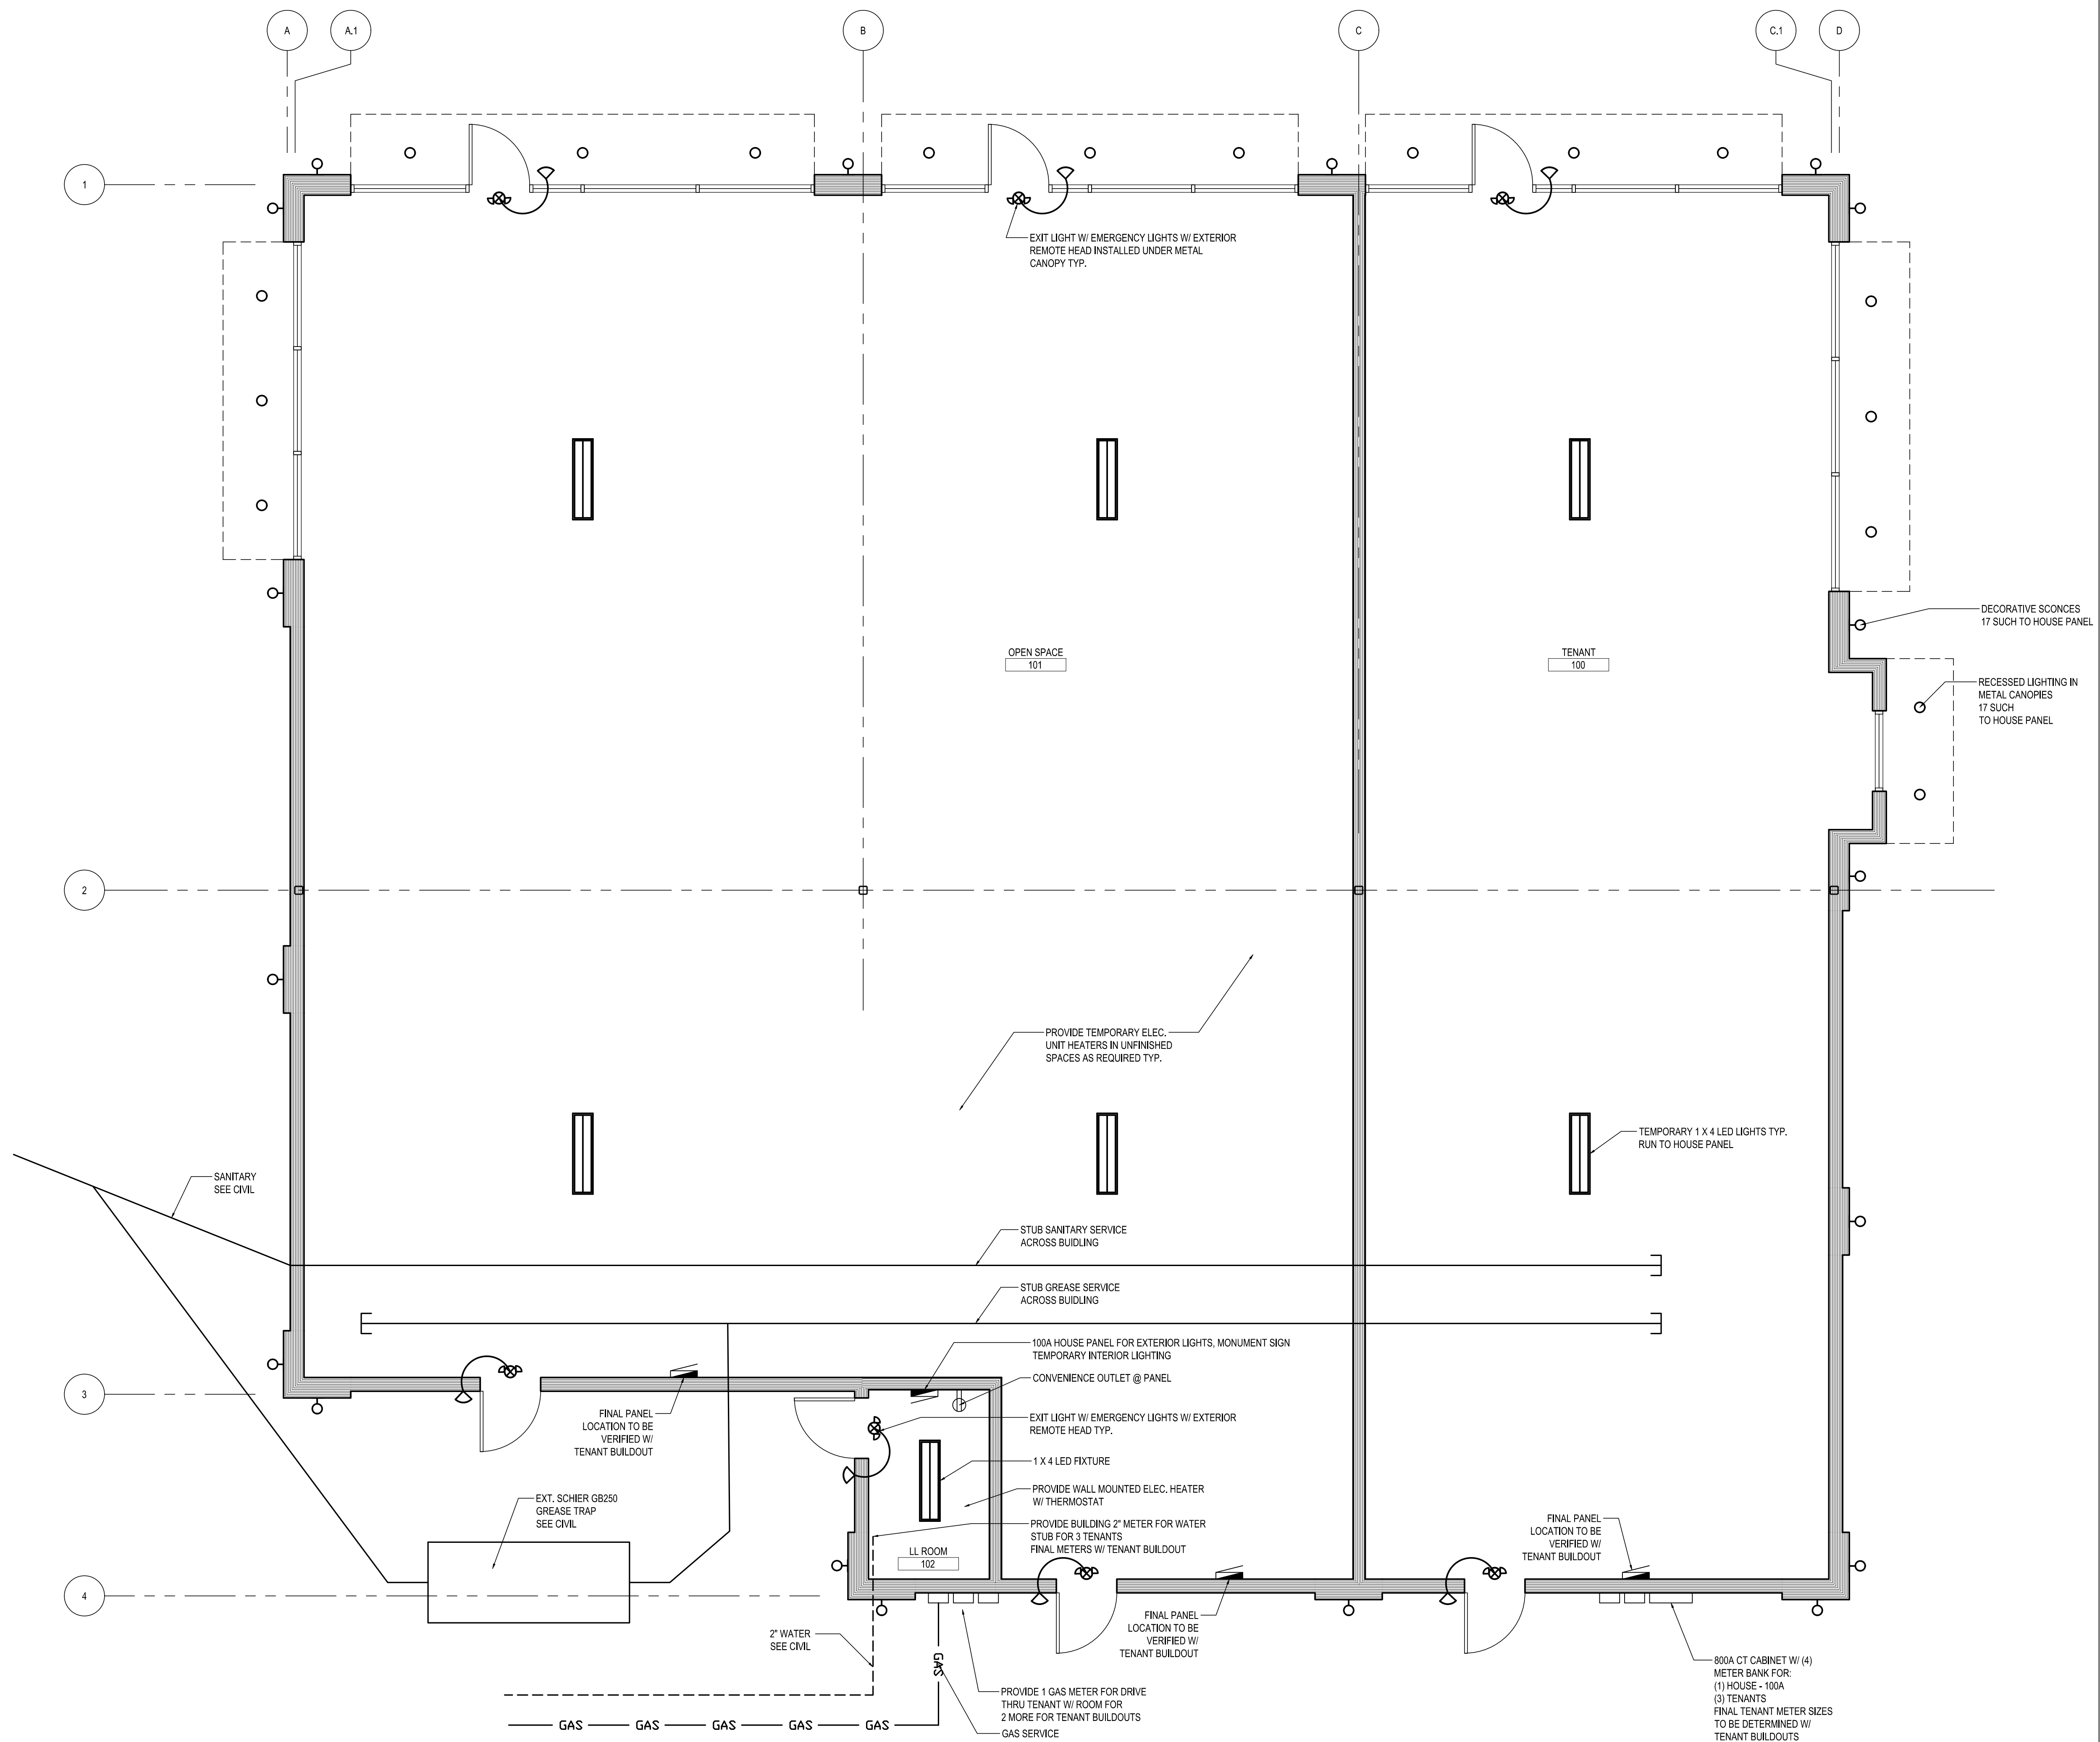 A
A.1
B
C
C.1
D
1
EXIT LIGHT W/ EMERGENCY LIGHTS W/ EXTERIOR
REMOTE HEAD INSTALLED UNDER METAL
CANOPY TYP.
DECORATIVE SCONCES
17 SUCH TO HOUSE PANEL
OPEN SPACE
101
TENANT
100
RECESSED LIGHTING IN
METAL CANOPIES
17 SUCH
TO HOUSE PANEL
2
PROVIDE TEMPORARY ELEC.
UNIT HEATERS IN UNFINISHED
SPACES AS REQUIRED TYP.
TEMPORARY 1 X 4 LED LIGHTS TYP.
RUN TO HOUSE PANEL
SANITARY
SEE CIVIL
STUB SANITARY SERVICE
ACROSS BUIDLING
STUB GREASE SERVICE
ACROSS BUIDLING
100A HOUSE PANEL FOR EXTERIOR LIGHTS, MONUMENT SIGN
TEMPORARY INTERIOR LIGHTING
CONVENIENCE OUTLET @ PANEL
3
FINAL PANEL
LOCATION TO BE
VERIFIED W/
TENANT BUILDOUT
EXIT LIGHT W/ EMERGENCY LIGHTS W/ EXTERIOR
REMOTE HEAD TYP.
1 X 4 LED FIXTURE
PROVIDE WALL MOUNTED ELEC. HEATER
W/ THERMOSTAT
EXT. SCHIER GB250
GREASE TRAP
SEE CIVIL
PROVIDE BUILDING 2" METER FOR WATER
STUB FOR 3 TENANTS
FINAL METERS W/ TENANT BUILDOUT
FINAL PANEL
LOCATION TO BE
VERIFIED W/
TENANT BUILDOUT
LL ROOM
102
4
FINAL PANEL
LOCATION TO BE
VERIFIED W/
TENANT BUILDOUT
2" WATER
SEE CIVIL
GAS
800A CT CABINET W/ (4)
METER BANK FOR:
(1) HOUSE - 100A
(3) TENANTS
FINAL TENANT METER SIZES
TO BE DETERMINED W/
TENANT BUILDOUTS
PROVIDE 1 GAS METER FOR DRIVE
THRU TENANT W/ ROOM FOR
2 MORE FOR TENANT BUILDOUTS
GAS GAS GAS GAS GAS
GAS SERVICE